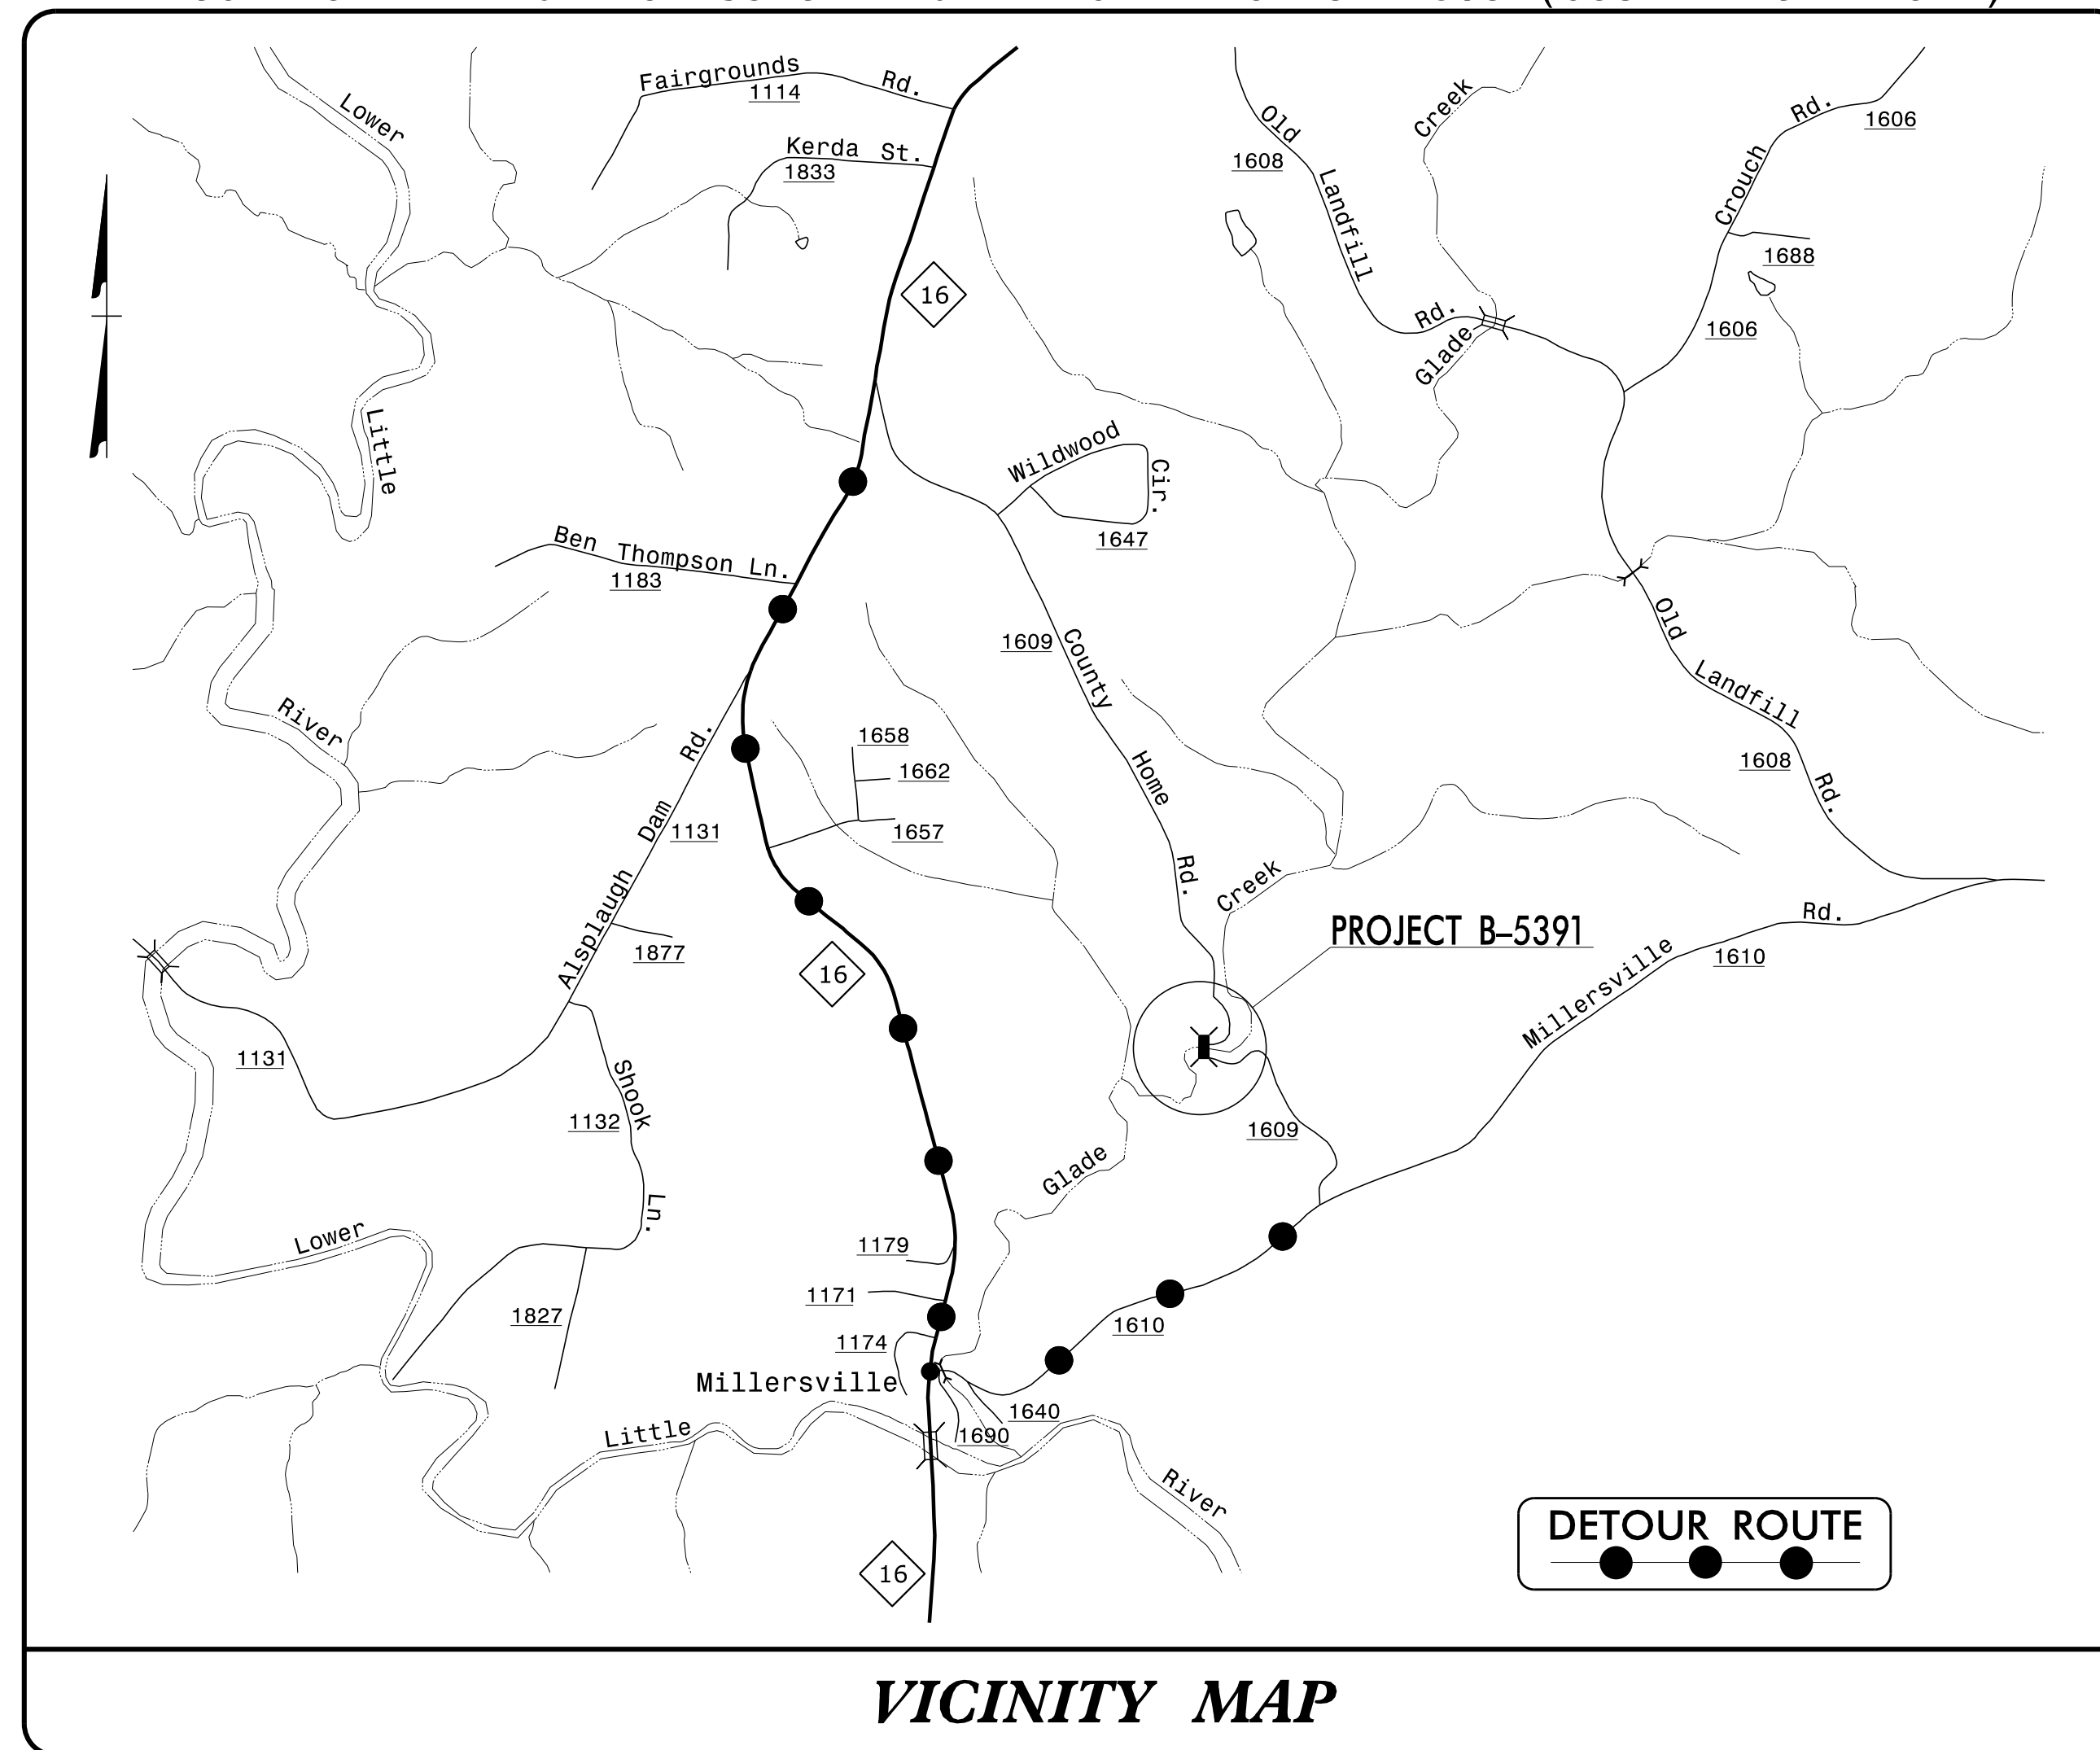 Fairgrounds Rd.
1114
Lower
Kerda St.
1833
Old
1608
Landfill
Rd.
Creek
Glade
Crouch
Rd.
1606
1688
1606
16
Little
Wildwood
Cir.
1647
Ben Thompson Ln.
1183
1609
County
Home
Rd.
Old
Landfill
1608
Rd.
River
1658
1662
1657
Alsplaugh Dam Rd.
1131
1877
16
Creek
PROJECT B–5391
Millersville
Rd.
1610
1131
Shook
1132
Ln.
1609
Glade
Lower
1179
1171
1827
1174
1610
Millersville
1640
1690
Little
River
16
DETOUR ROUTE
VICINITY MAP